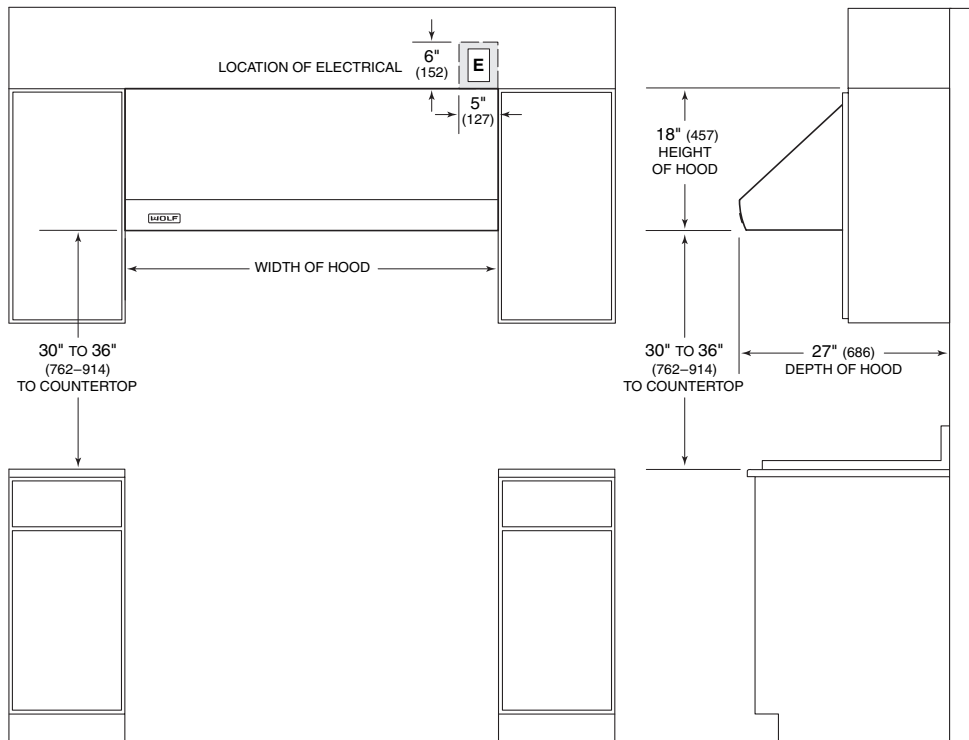 6"
(152)
E
LOCATION OF ELECTRICAL
5"
(127)
WOLF
WIDTH OF HOOD
30" TO 36"
(762–914)
TO COUNTERTOP
18" (457)
HEIGHT
OF HOOD
30" TO 36"
(762–914)
TO COUNTERTOP
27" (686)
DEPTH OF HOOD